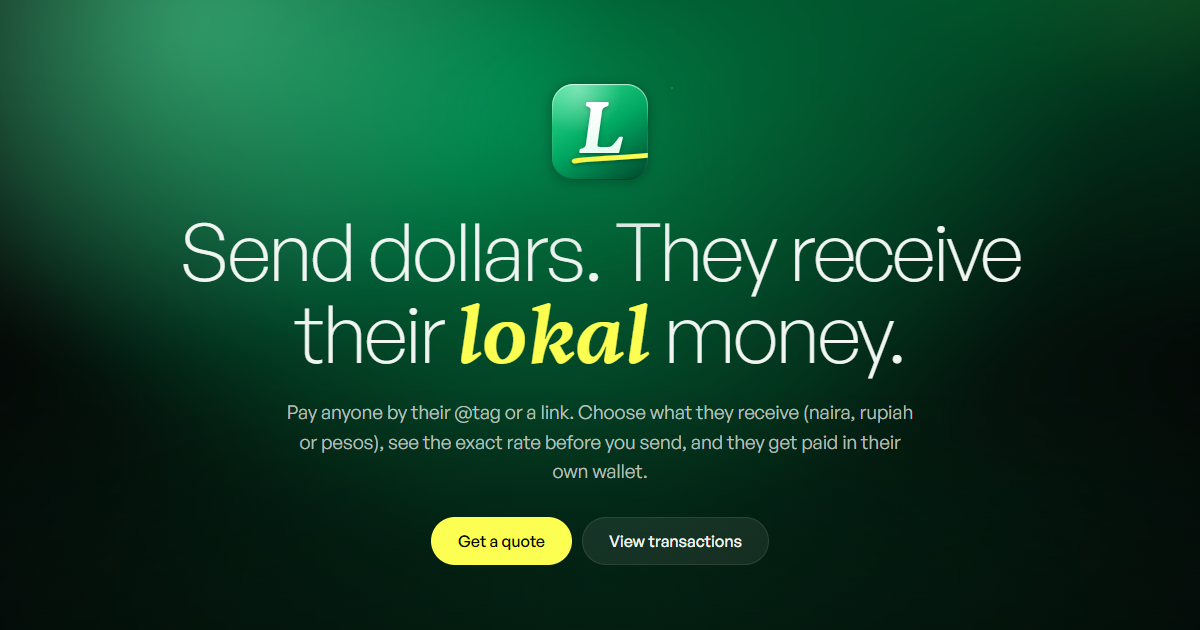 L
Send dollars. They receive
their lokal money.
Pay anyone by their @tag or a link. Choose what they receive (naira, rupiah
or pesos), see the exact rate before you send, and they get paid in their
own wallet.
Get a quote
View transactions